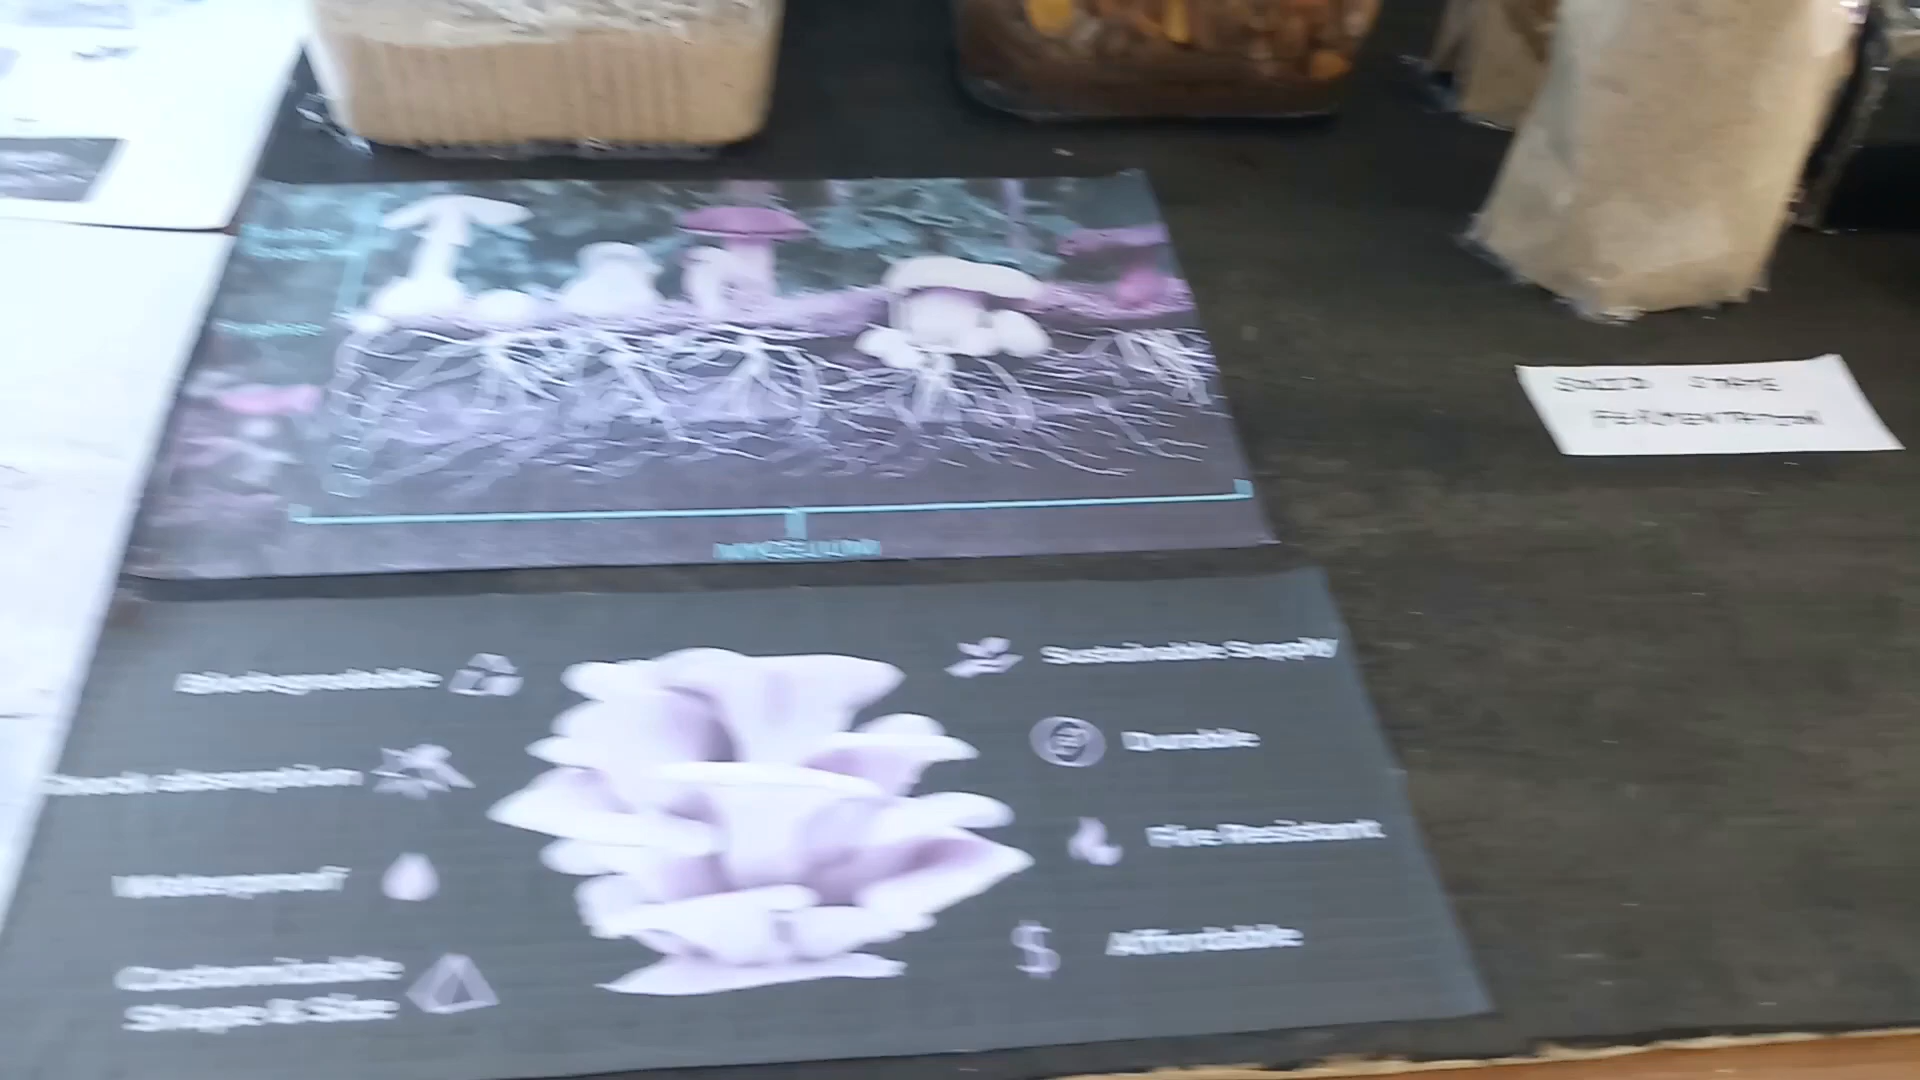 MYCELIUM
SOLID STATE
FERMENTATION
Biodegradable
Sustainable Supply
Shock absorption
Durable
Waterproof
Fire Resistant
Customizable
Shape & Size
$ Affordable